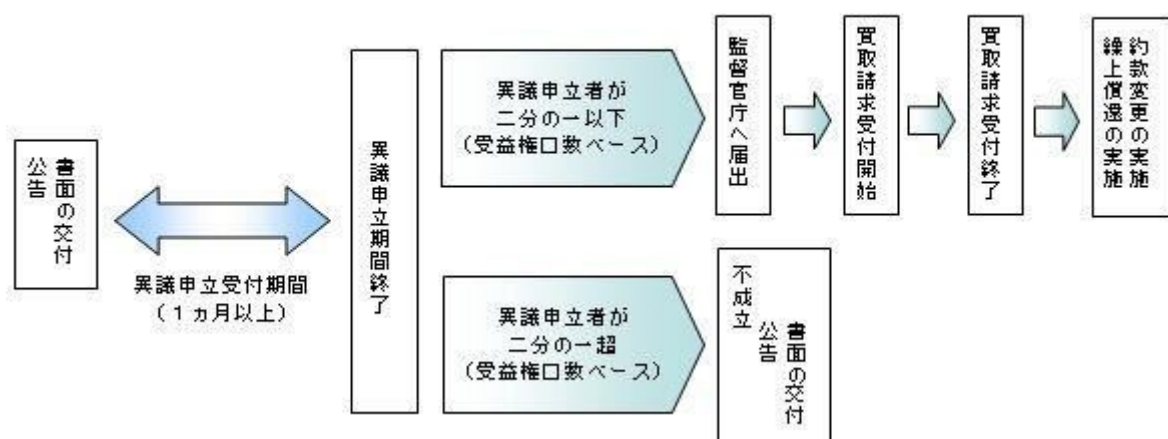 書面の交付
公告
異議申立受付期間
（１ヵ月以上）
異議申立期間終了
異議申立者が
二分の一以下
（受益権口数ベース）
監督官庁へ届出
買取請求受付開始
買取請求受付終了
約款変更の実施
繰上償還の実施
異議申立者が
二分の一超
（受益権口数ベース）
不成立
書面の交付
公告